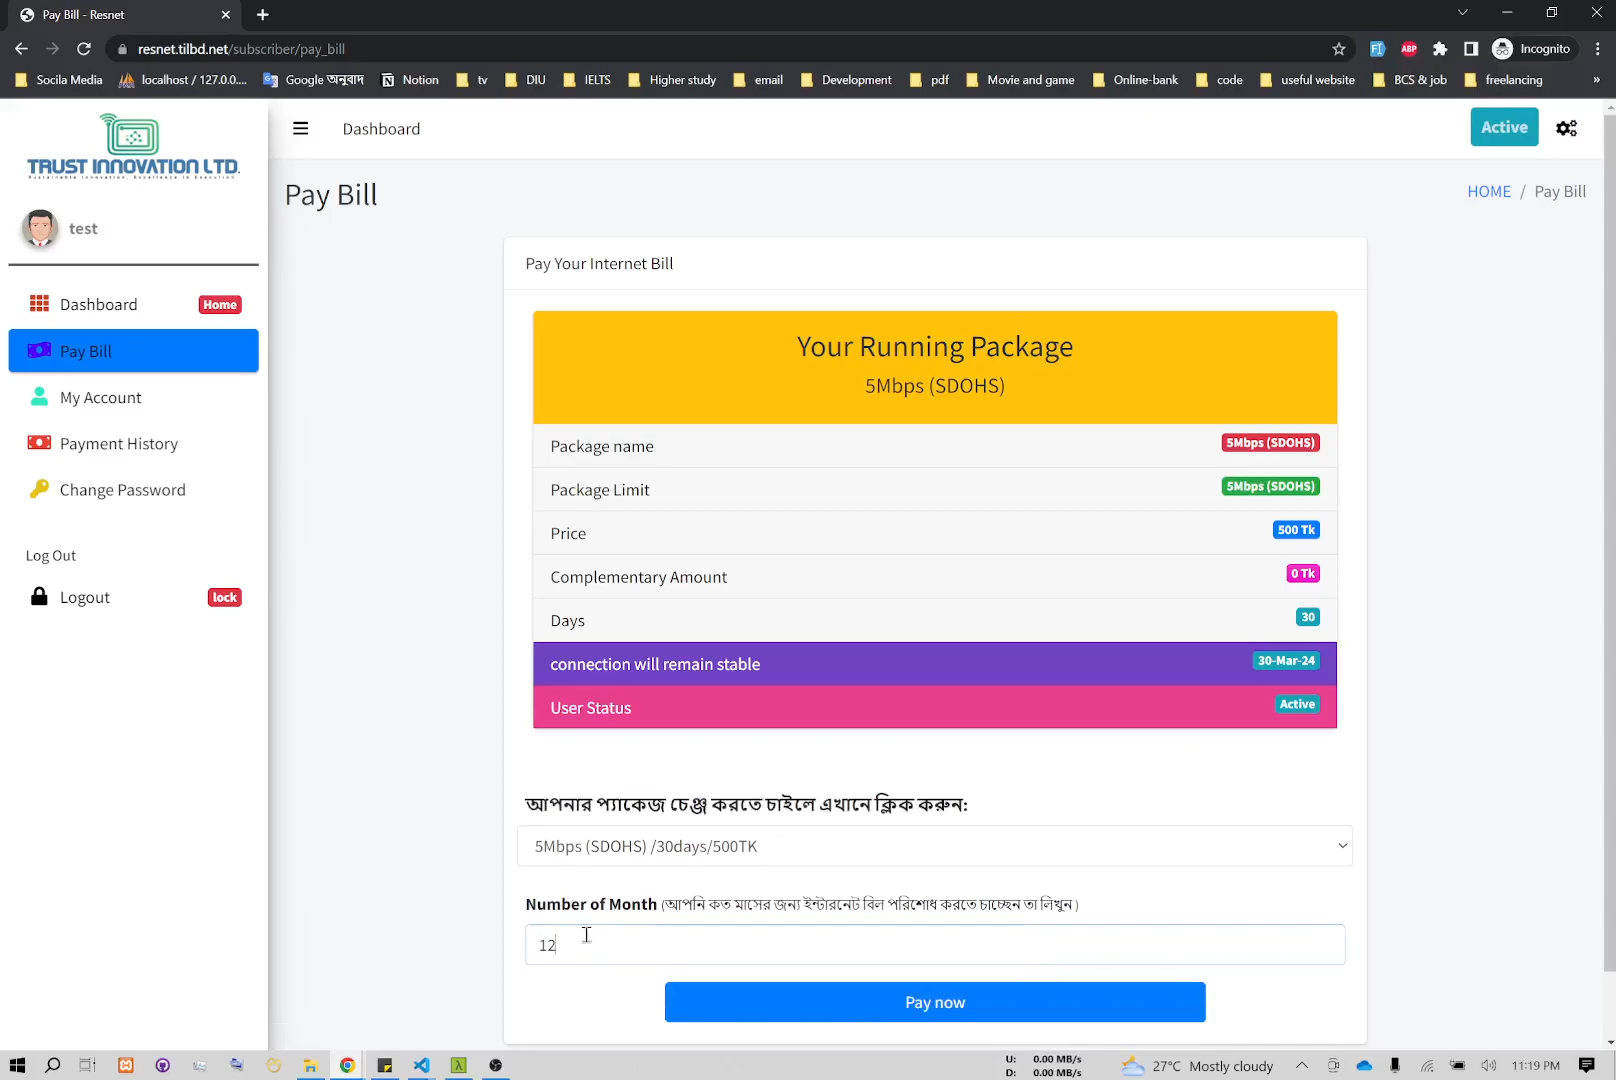 Pay Bill - Resnet
resnet.tilbd.net/subscriber/pay_bill
ABP
Incognito
Socila Media
localhost / 127.0.0....
Google অনুবাদ
Notion
tv
DIU
IELTS
Higher study
email
Development
pdf
Movie and game
Online-bank
code
useful website
BCS & job
freelancing
»
TRUST INNOVATION LTD.
Sustainable Innovation, Excellence in Execution
test
Dashboard Home
Pay Bill
My Account
Payment History
Change Password
Log Out
Logout lock
Dashboard
Active
Pay Bill
HOME / Pay Bill
Pay Your Internet Bill
Your Running Package
5Mbps (SDOHS)
Package name 5Mbps (SDOHS)
Package Limit 5Mbps (SDOHS)
Price 500 Tk
Complementary Amount 0 Tk
Days 30
connection will remain stable 30-Mar-24
User Status Active
আপনার প্যাকেজ চেঞ্জ করতে চাইলে এখানে ক্লিক করুন:
5Mbps (SDOHS) /30days/500TK
Number of Month (আপনি কত মাসের জন্য ইন্টারনেট বিল পরিশোধ করতে চাচ্ছেন তা লিখুন )
12
Pay now
U: 0.00 MB/s
D: 0.00 MB/s
27°C Mostly cloudy
11:19 PM